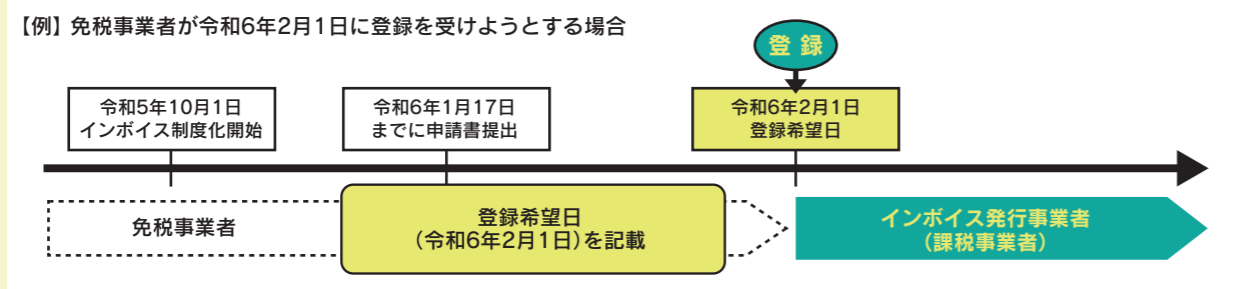 【例】免税事業者が令和6年2月1日に登録を受けようとする場合
登 録
令和5年10月1日
インボイス制度化開始
令和6年1月17日
までに申請書提出
令和6年2月1日
登録希望日
免税事業者
登録希望日
（令和6年2月1日）を記載
インボイス発行事業者
（課税事業者）